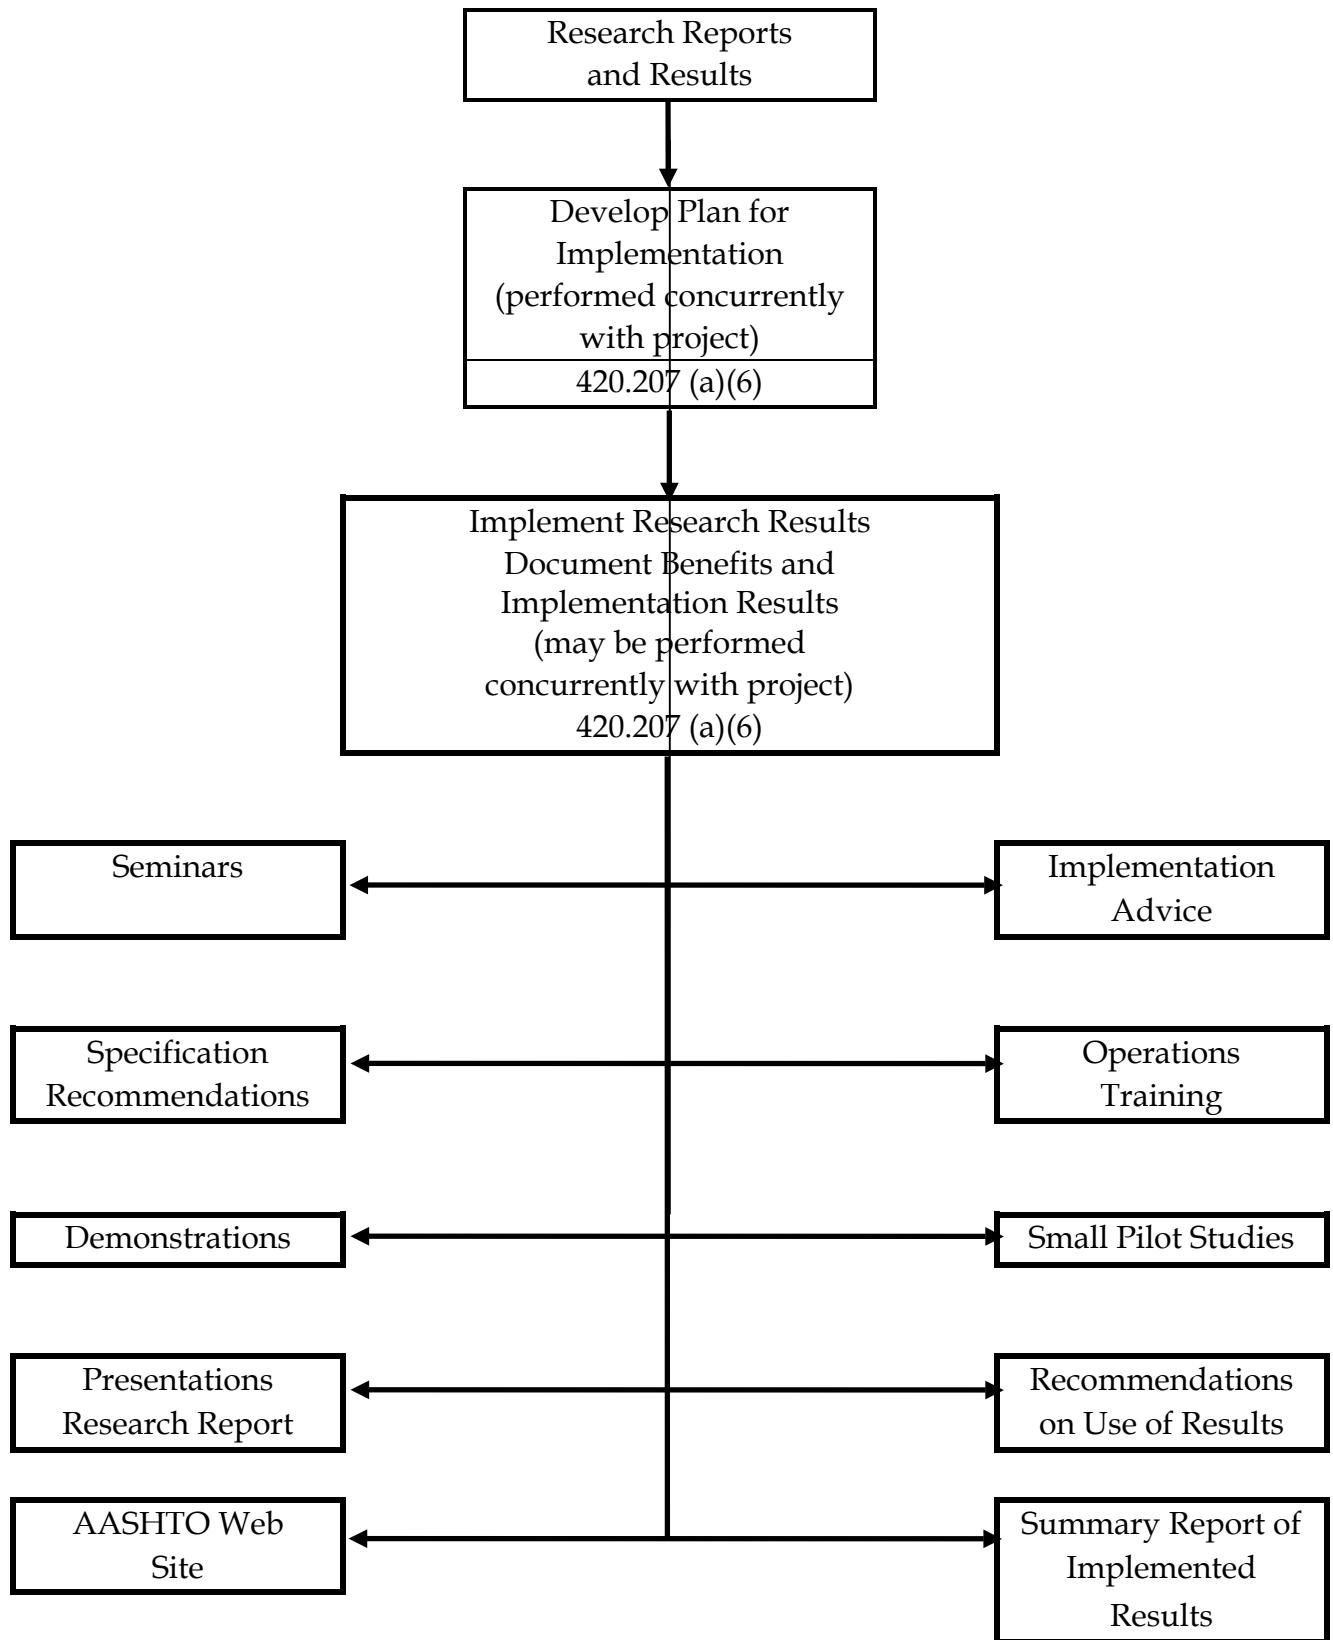 Research Reports
and Results
Develop Plan for
Implementation
(performed concurrently
with project)
420.207 (a)(6)
Implement Research Results
Document Benefits and
Implementation Results
(may be performed
concurrently with project)
420.207 (a)(6)
Seminars
Implementation
Advice
Specification
Recommendations
Operations
Training
Demonstrations
Small Pilot Studies
Presentations
Research Report
Recommendations
on Use of Results
AASHTO Web
Site
Summary Report of
Implemented
Results